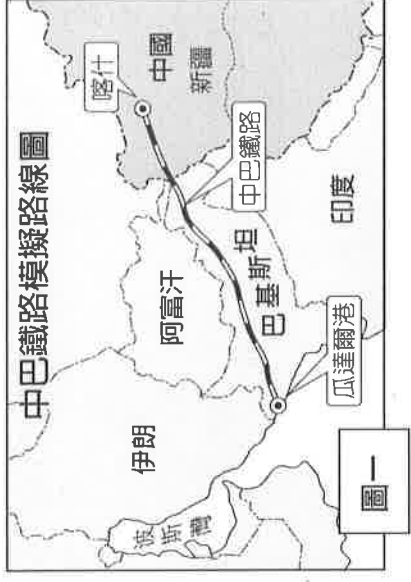 中巴鐵路模擬路線圖
喀什
中國
新疆
中巴鐵路
阿富汗
巴基斯坦
印度
伊朗
瓜達爾港
波斯灣
圖一